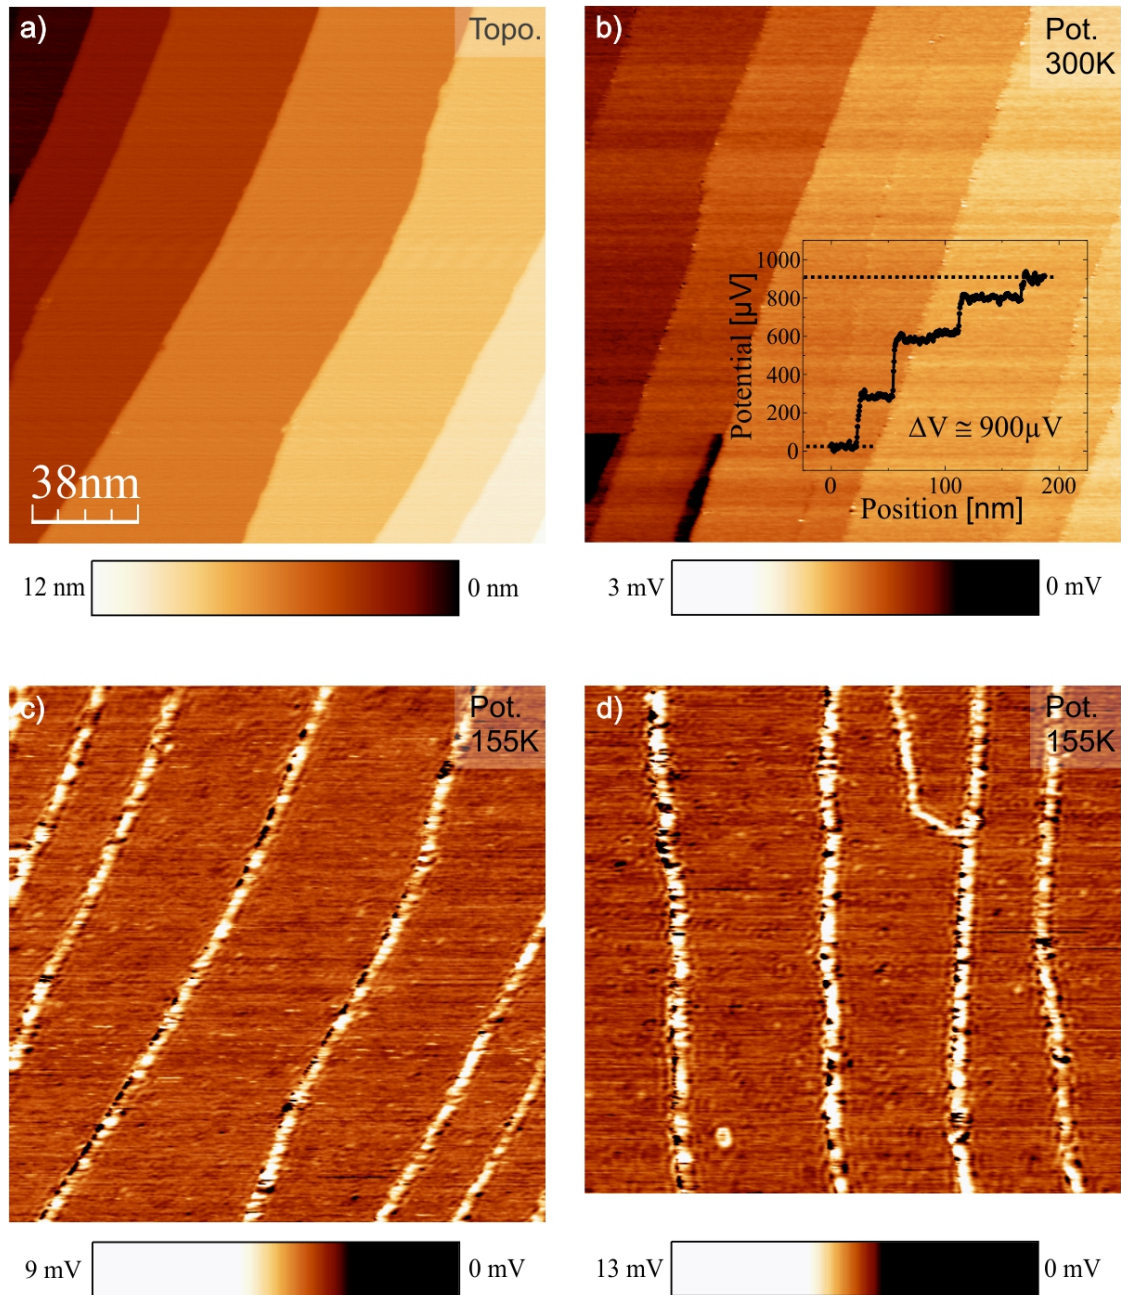 a)
Topo.
38nm
12 nm
0 nm
b)
Pot.
300K
Potential [μV]
1000
800
600
400
200
0
ΔV ≅ 900μV
0
100
200
Position [nm]
3 mV
0 mV
c)
Pot.
155K
9 mV
0 mV
d)
Pot.
155K
13 mV
0 mV